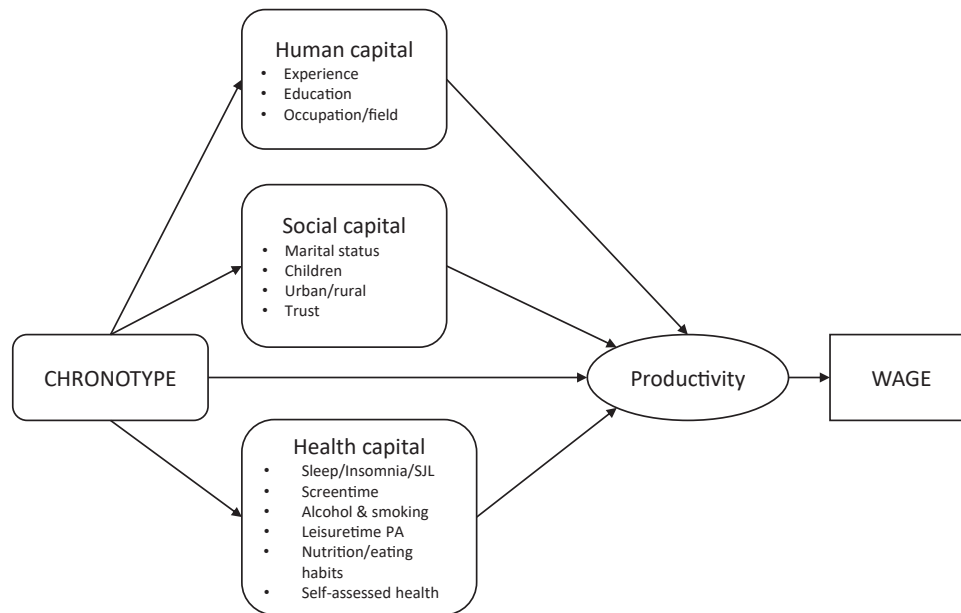 Human capital
• Experience
• Education
• Occupation/field
Social capital
• Marital status
• Children
• Urban/rural
• Trust
CHRONOTYPE
Productivity
WAGE
Health capital
• Sleep/Insomnia/SJL
• Screentime
• Alcohol & smoking
• Leisuretime PA
• Nutrition/eating
habits
• Self-assessed health